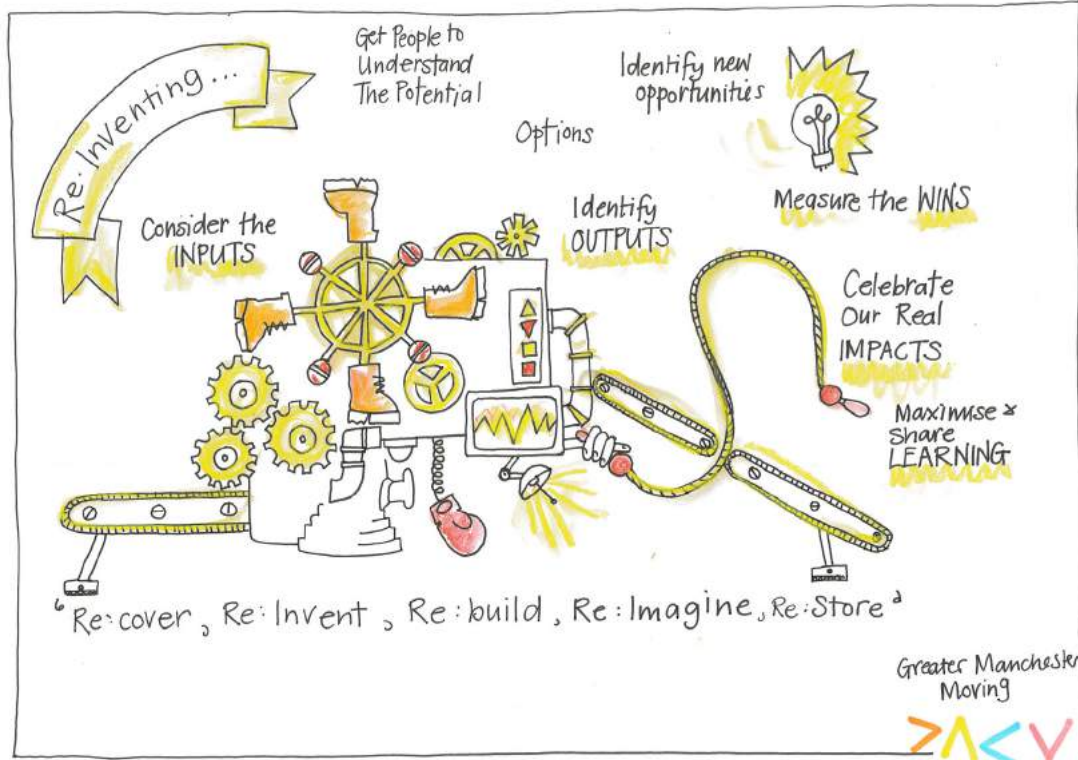 Re: Inventing...
Get People to
Understand
The Potential
Identify new
opportunities
Options
Measure the WINS
Consider the
INPUTS
Identify
OUTPUTS
Celebrate
Our Real
IMPACTS
Maximise &
Share
LEARNING
"Re:cover, Re:Invent, Re:build, Re:Imagine, Re:Store"
Greater Manchester
Moving